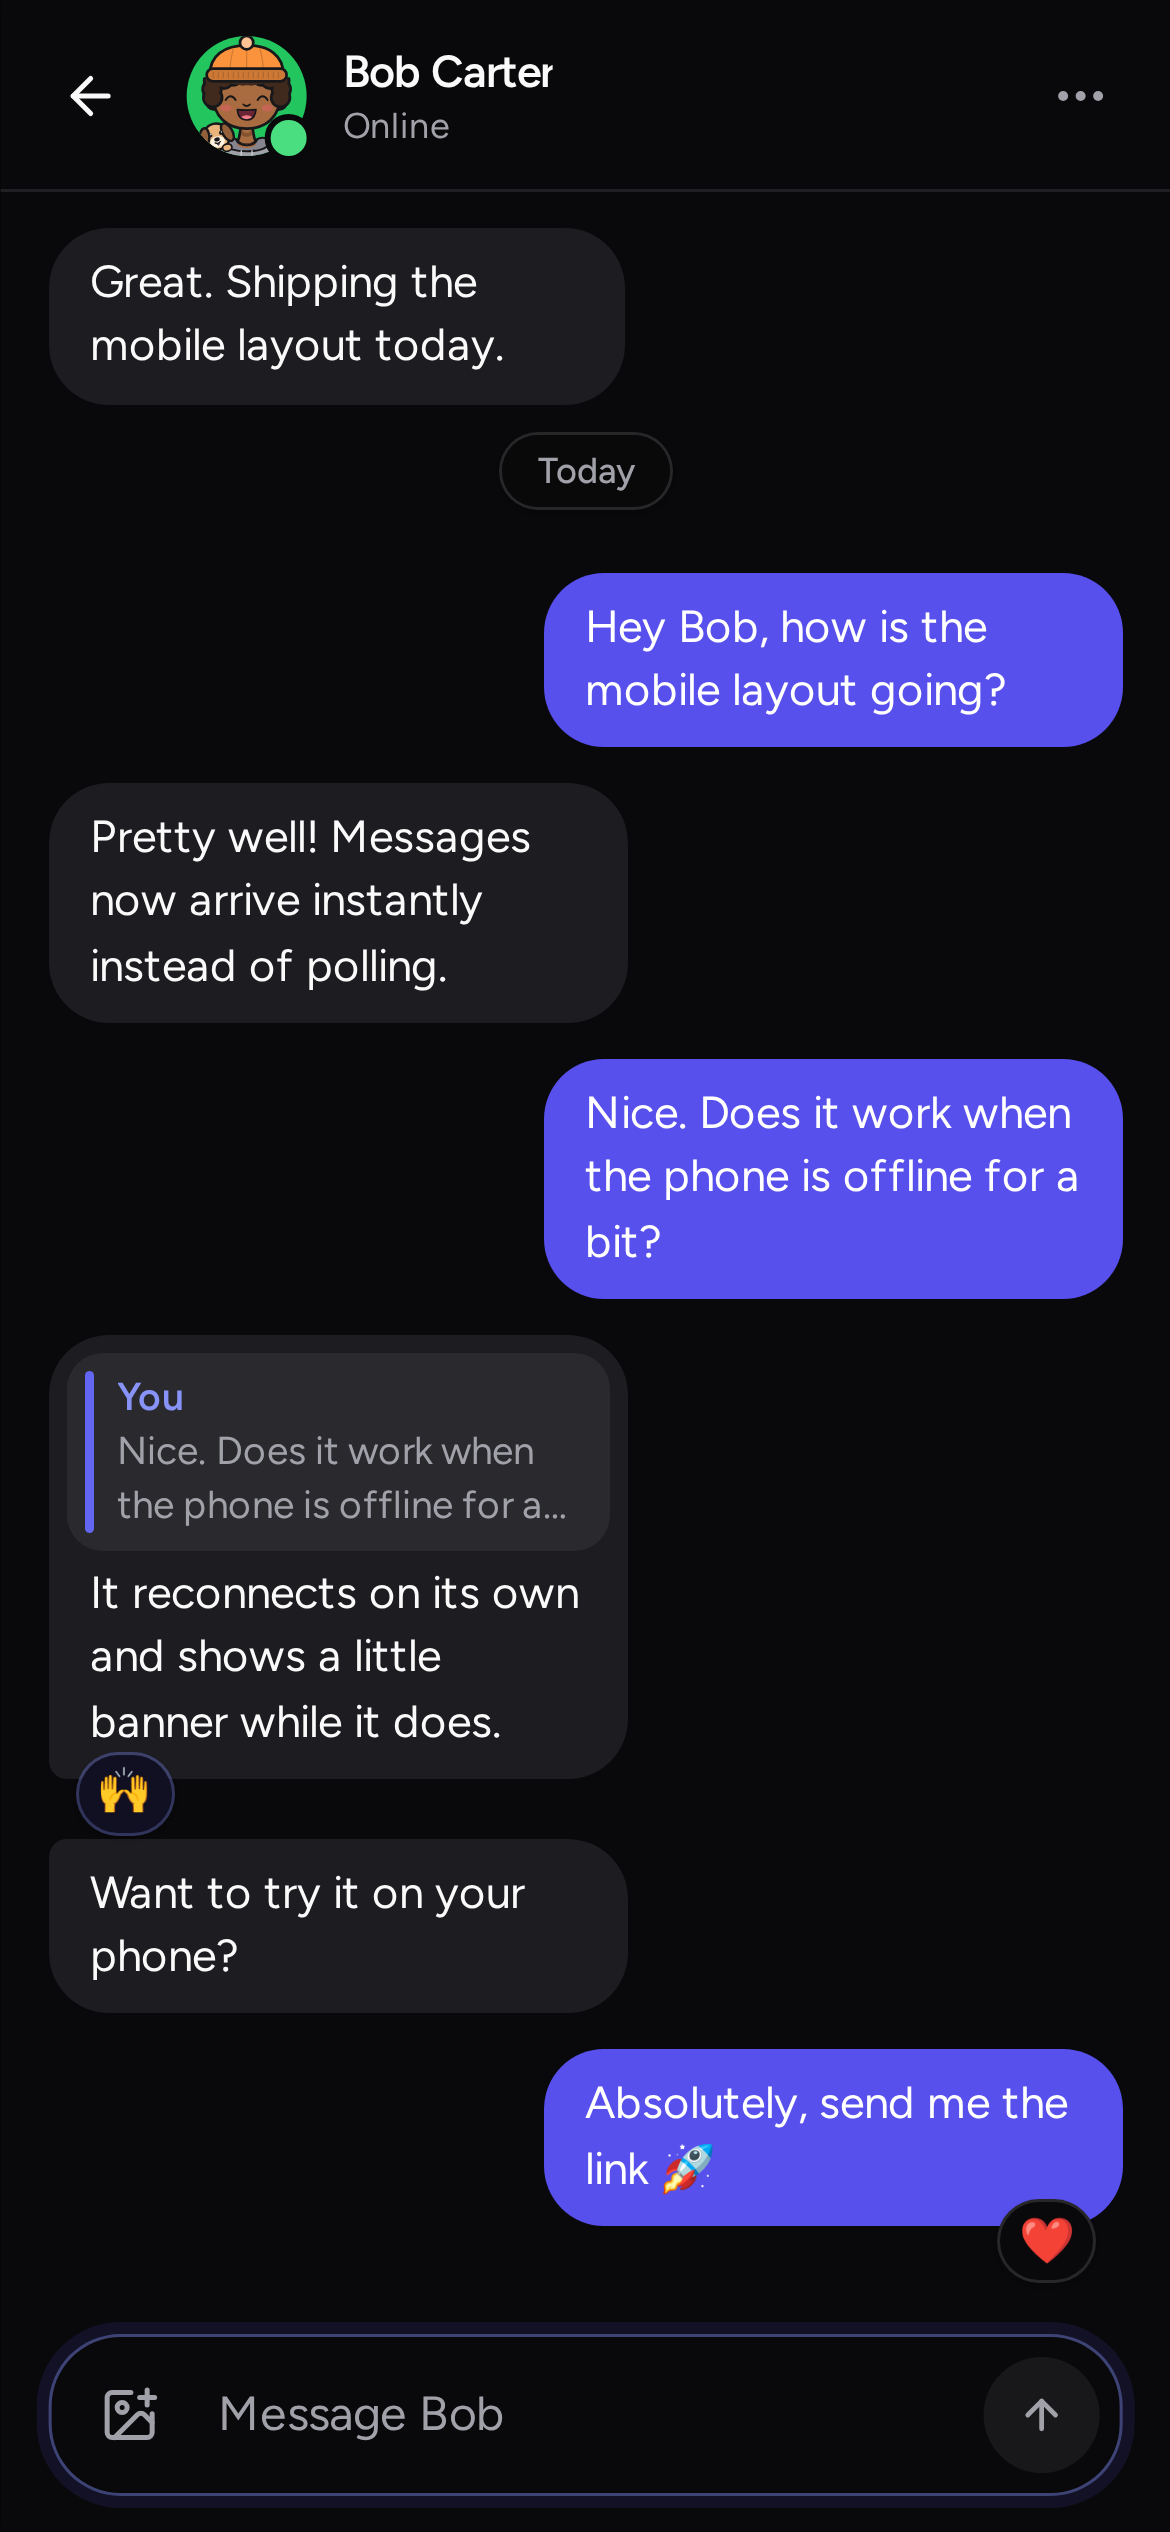 Bob Carter
Online
Great. Shipping the
mobile layout today.
Today
Hey Bob, how is the
mobile layout going?
Pretty well! Messages
now arrive instantly
instead of polling.
Nice. Does it work when
the phone is offline for a
bit?
You
Nice. Does it work when
the phone is offline for a...
It reconnects on its own
and shows a little
banner while it does.
🙌
Want to try it on your
phone?
Absolutely, send me the
link 🚀
❤️
Message Bob